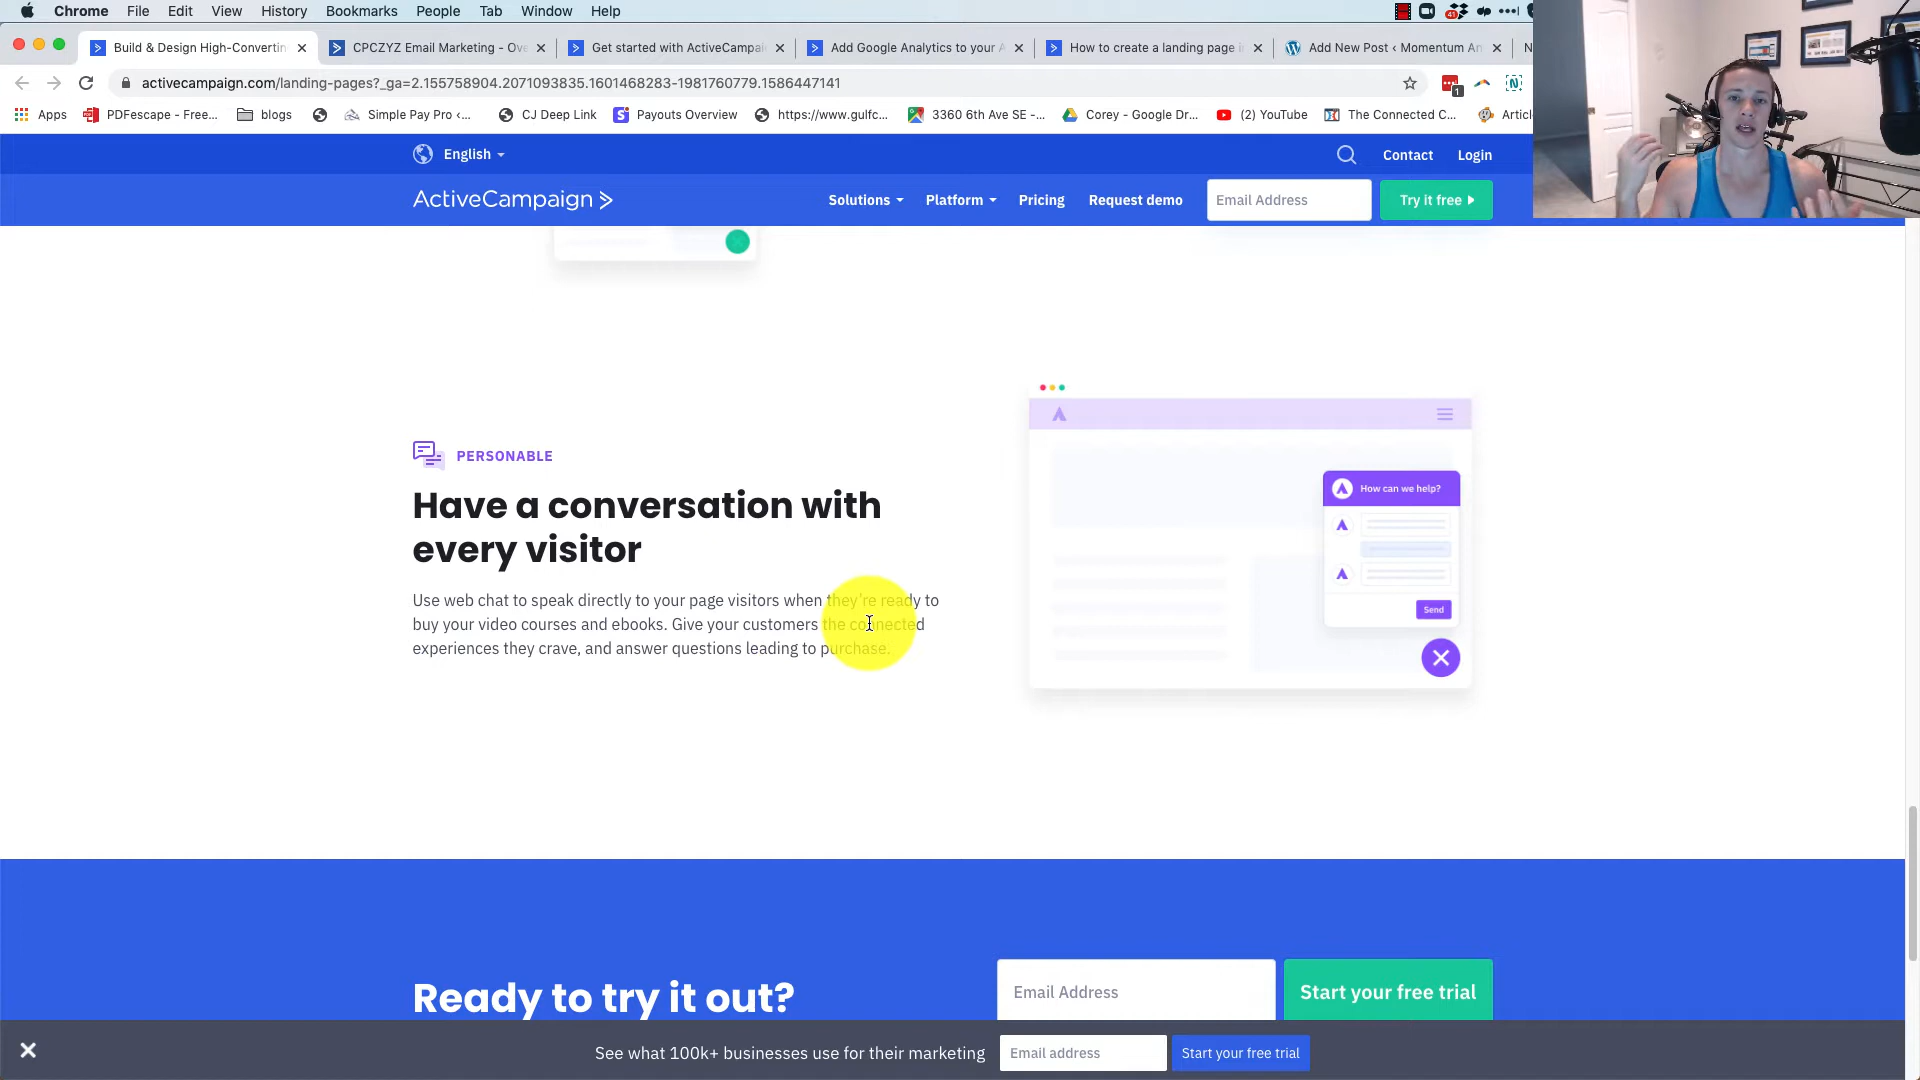 Chrome File Edit View History Bookmarks People Tab Window Help
41
Build & Design High-Convertin
CPCZYZ Email Marketing - Ove
Get started with ActiveCampai
Add Google Analytics to your A
How to create a landing page i
Add New Post ‹ Momentum An
N
activecampaign.com/landing-pages?_ga=2.155758904.2071093835.1601468283-1981760779.1586447141
1
Apps
PDFescape - Free...
blogs
Simple Pay Pro ‹...
CJ Deep Link
Payouts Overview
https://www.gulfc...
3360 6th Ave SE -...
Corey - Google Dr...
(2) YouTube
The Connected C...
Articl
English
Contact
Login
ActiveCampaign >
Solutions
Platform
Pricing
Request demo
Email Address
Try it free
PERSONABLE
Have a conversation with
every visitor
Use web chat to speak directly to your page visitors when they're ready to
buy your video courses and ebooks. Give your customers the connected
experiences they crave, and answer questions leading to purchase.
How can we help?
Send
Ready to try it out?
Email Address
Start your free trial
See what 100k+ businesses use for their marketing
Email address
Start your free trial